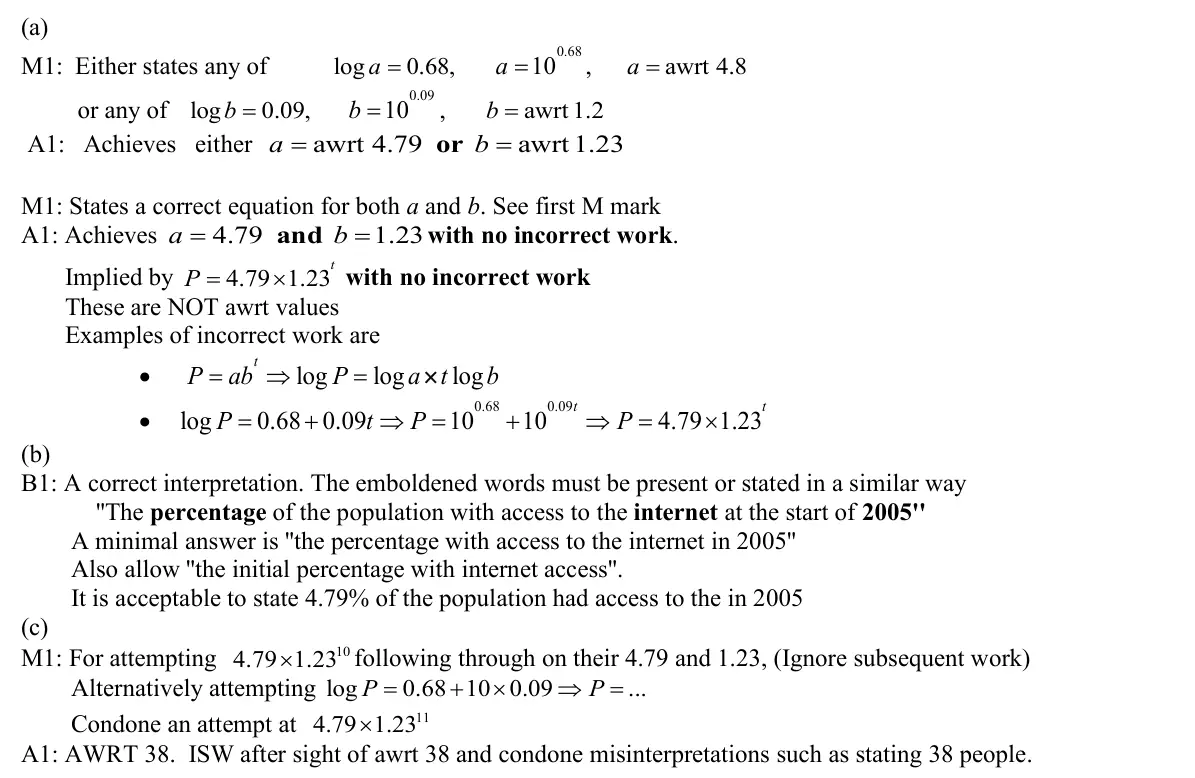 (a)
M1: Either states any of log a = 0.68, a = 10^0.68, a = awrt 4.8
or any of log b = 0.09, b = 10^0.09, b = awrt 1.2
A1: Achieves either a = awrt 4.79 or b = awrt 1.23
M1: States a correct equation for both a and b. See first M mark
A1: Achieves a = 4.79 and b = 1.23 with no incorrect work.
Implied by P = 4.79×1.23^t with no incorrect work
These are NOT awrt values
Examples of incorrect work are
• P = ab^t ⇒ log P = log a × t log b
• log P = 0.68 + 0.09t ⇒ P = 10^0.68 + 10^0.09t ⇒ P = 4.79×1.23^t
(b)
B1: A correct interpretation. The emboldened words must be present or stated in a similar way
"The percentage of the population with access to the internet at the start of 2005"
A minimal answer is "the percentage with access to the internet in 2005"
Also allow "the initial percentage with internet access".
It is acceptable to state 4.79% of the population had access to the in 2005
(c)
M1: For attempting 4.79×1.23^10 following through on their 4.79 and 1.23, (Ignore subsequent work)
Alternatively attempting log P = 0.68 + 10×0.09 ⇒ P = ...
Condone an attempt at 4.79×1.23^11
A1: AWRT 38. ISW after sight of awrt 38 and condone misinterpretations such as stating 38 people.